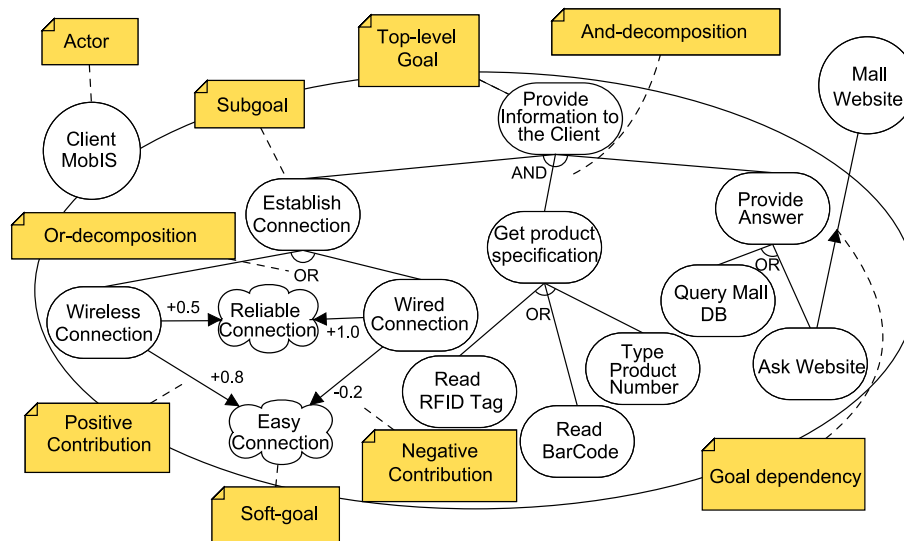 Actor
Top-level
Goal
And-decomposition
Mall
Website
Subgoal
Provide
Information to
the Client
Client
MobIS
AND
Establish
Connection
Provide
Answer
Get product
specification
Or-decomposition
OR
OR
Query Mall
DB
Wireless
Connection
+0.5
Reliable
Connection
+1.0
Wired
Connection
OR
Type
Product
Number
Ask Website
Read
RFID Tag
+0.8
-0.2
Easy
Connection
Read
BarCode
Positive
Contribution
Negative
Contribution
Goal dependency
Soft-goal